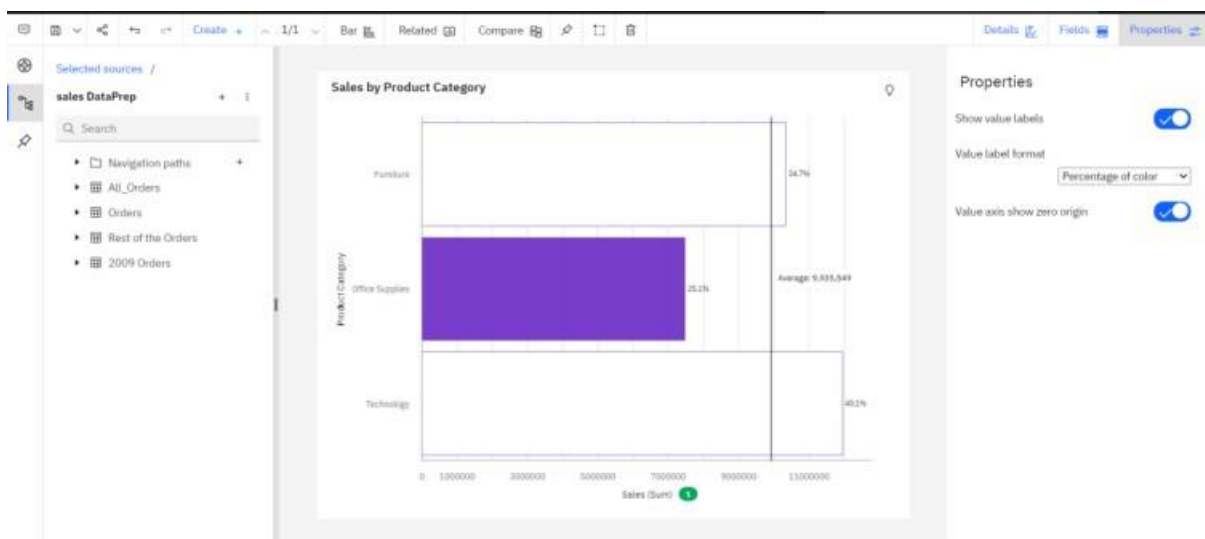 Create + 1/1 Bar Related Compare Details Fields Properties
Selected sources /
sales DataPrep
Search
Navigation paths
All_Orders
Orders
Rest of the Orders
2009 Orders
Sales by Product Category
Product Category
Furniture
34.7%
Office Supplies
25.1%
Average: 9,935,549
Technology
40.1%
0 1000000 3000000 5000000 7000000 9000000 11000000
Sales (Sum)
Properties
Show value labels
Value label format
Percentage of color
Value axis show zero origin